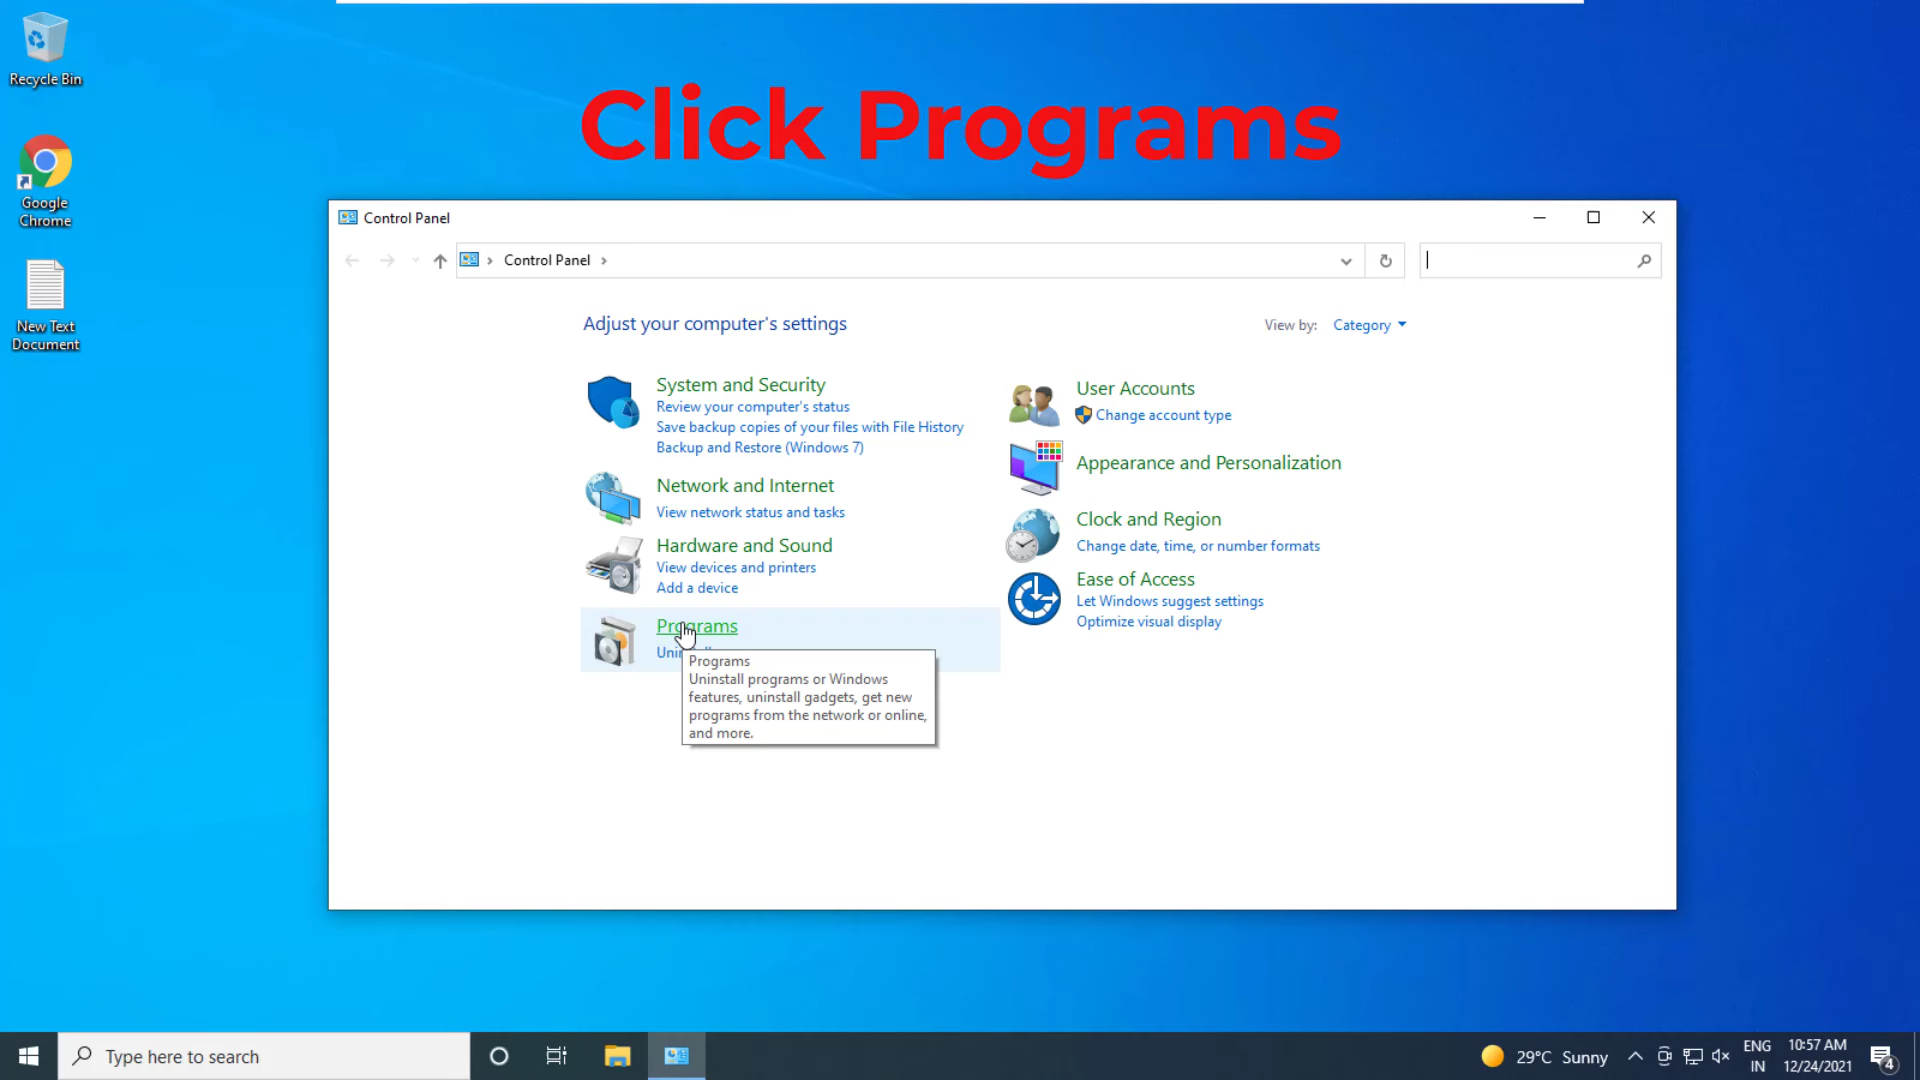 Recycle Bin
Google
Chrome
New Text
Document
Click Programs
Control Panel
Control Panel
Adjust your computer's settings
View by: Category
System and Security
Review your computer's status
Save backup copies of your files with File History
Backup and Restore (Windows 7)
Network and Internet
View network status and tasks
Hardware and Sound
View devices and printers
Add a device
Programs
Programs
Uninstall programs or Windows
features, uninstall gadgets, get new
programs from the network or online,
and more.
User Accounts
Change account type
Appearance and Personalization
Clock and Region
Change date, time, or number formats
Ease of Access
Let Windows suggest settings
Optimize visual display
Type here to search
29°C Sunny
ENG
IN
10:57 AM
12/24/2021
4